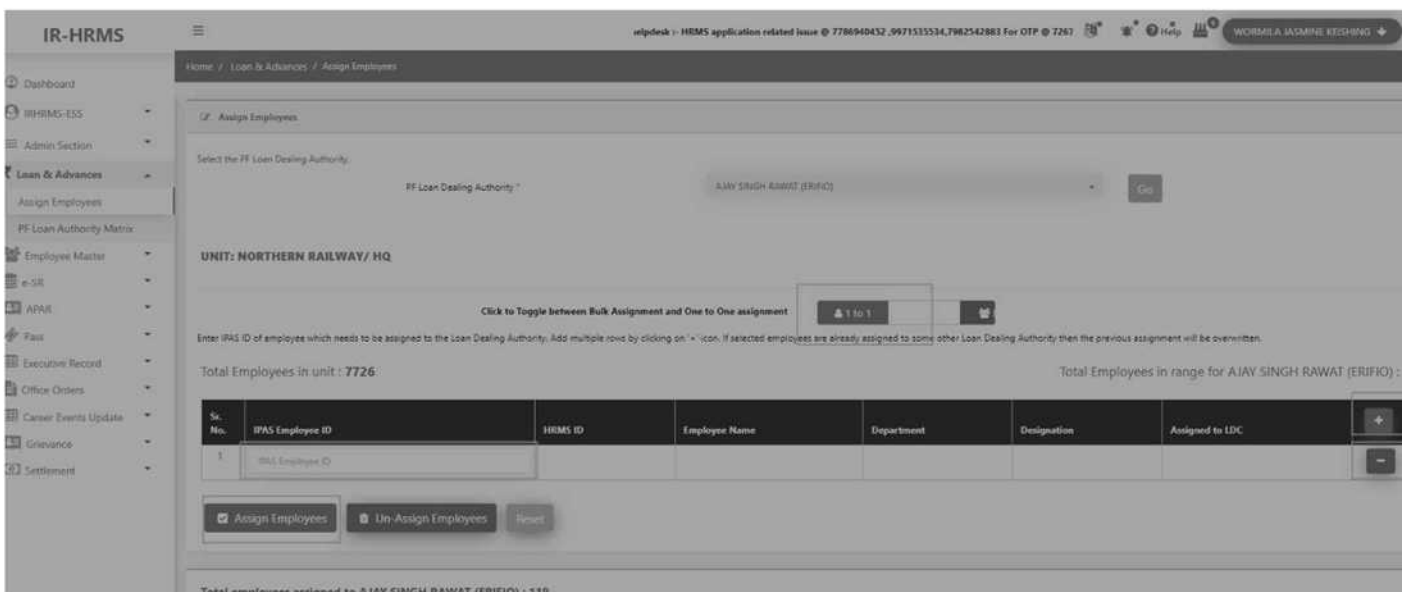 IR-HRMS
elpdesk :- HRMS application related issue @ 7786940452 ,9971535534,7982542883 For OTP @ 7267
Help
0
WORMILA JASMINE KEISHING
Home / Loan & Advances / Assign Employees
Dashboard
IRHRMS-ESS
Admin Section
Loan & Advances
Assign Employees
PF Loan Authority Matrix
Employee Master
e-SR
APAR
Pass
Executive Record
Office Orders
Career Events Update
Grievance
Settlement
Assign Employees
Select the PF Loan Dealing Authority.
PF Loan Dealing Authority *
AJAY SINGH RAWAT (ERIFIO)
Go
UNIT: NORTHERN RAILWAY/ HQ
Click to Toggle between Bulk Assignment and One to One assignment
1 to 1
Enter IPAS ID of employee which needs to be assigned to the Loan Dealing Authority. Add multiple rows by clicking on '+' icon. If selected employees are already assigned to some other Loan Dealing Authority then the previous assignment will be overwritten.
Total Employees in unit : 7726
Total Employees in range for AJAY SINGH RAWAT (ERIFIO) :
Sr. No.
IPAS Employee ID
HRMS ID
Employee Name
Department
Designation
Assigned to LDC
+
1
IPAS Employee ID
-
Assign Employees
Un-Assign Employees
Reset
Total employees assigned to AJAY SINGH RAWAT (ERIFIO) : 119